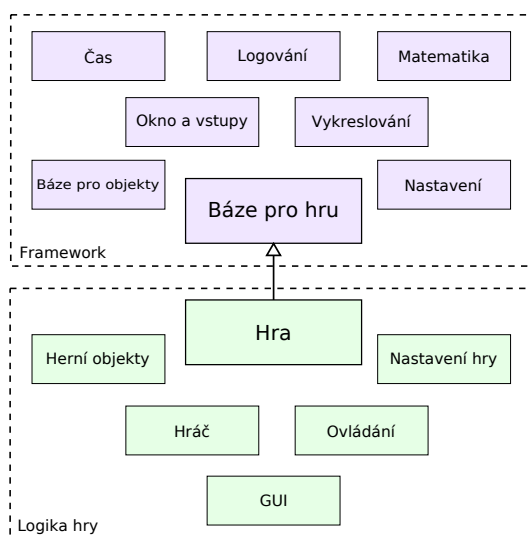 Čas
Logování
Matematika
Okno a vstupy
Vykreslování
Báze pro objekty
Báze pro hru
Nastavení
Framework
Hra
Herní objekty
Nastavení hry
Hráč
Ovládání
GUI
Logika hry